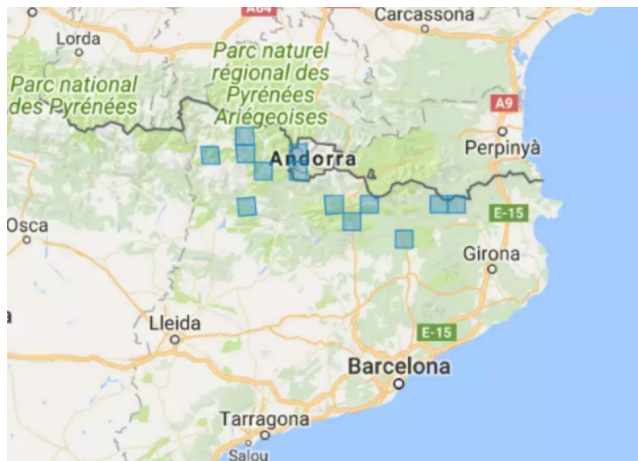 A64
Carcassona
Lorda
Parc naturel
régional des
Pyrénées
Ariégeoises
Parc national
des Pyrénées
A9
Perpinyà
Andorra
Osca
E-15
Girona
Lleida
E-15
Barcelona
Tarragona
Salou